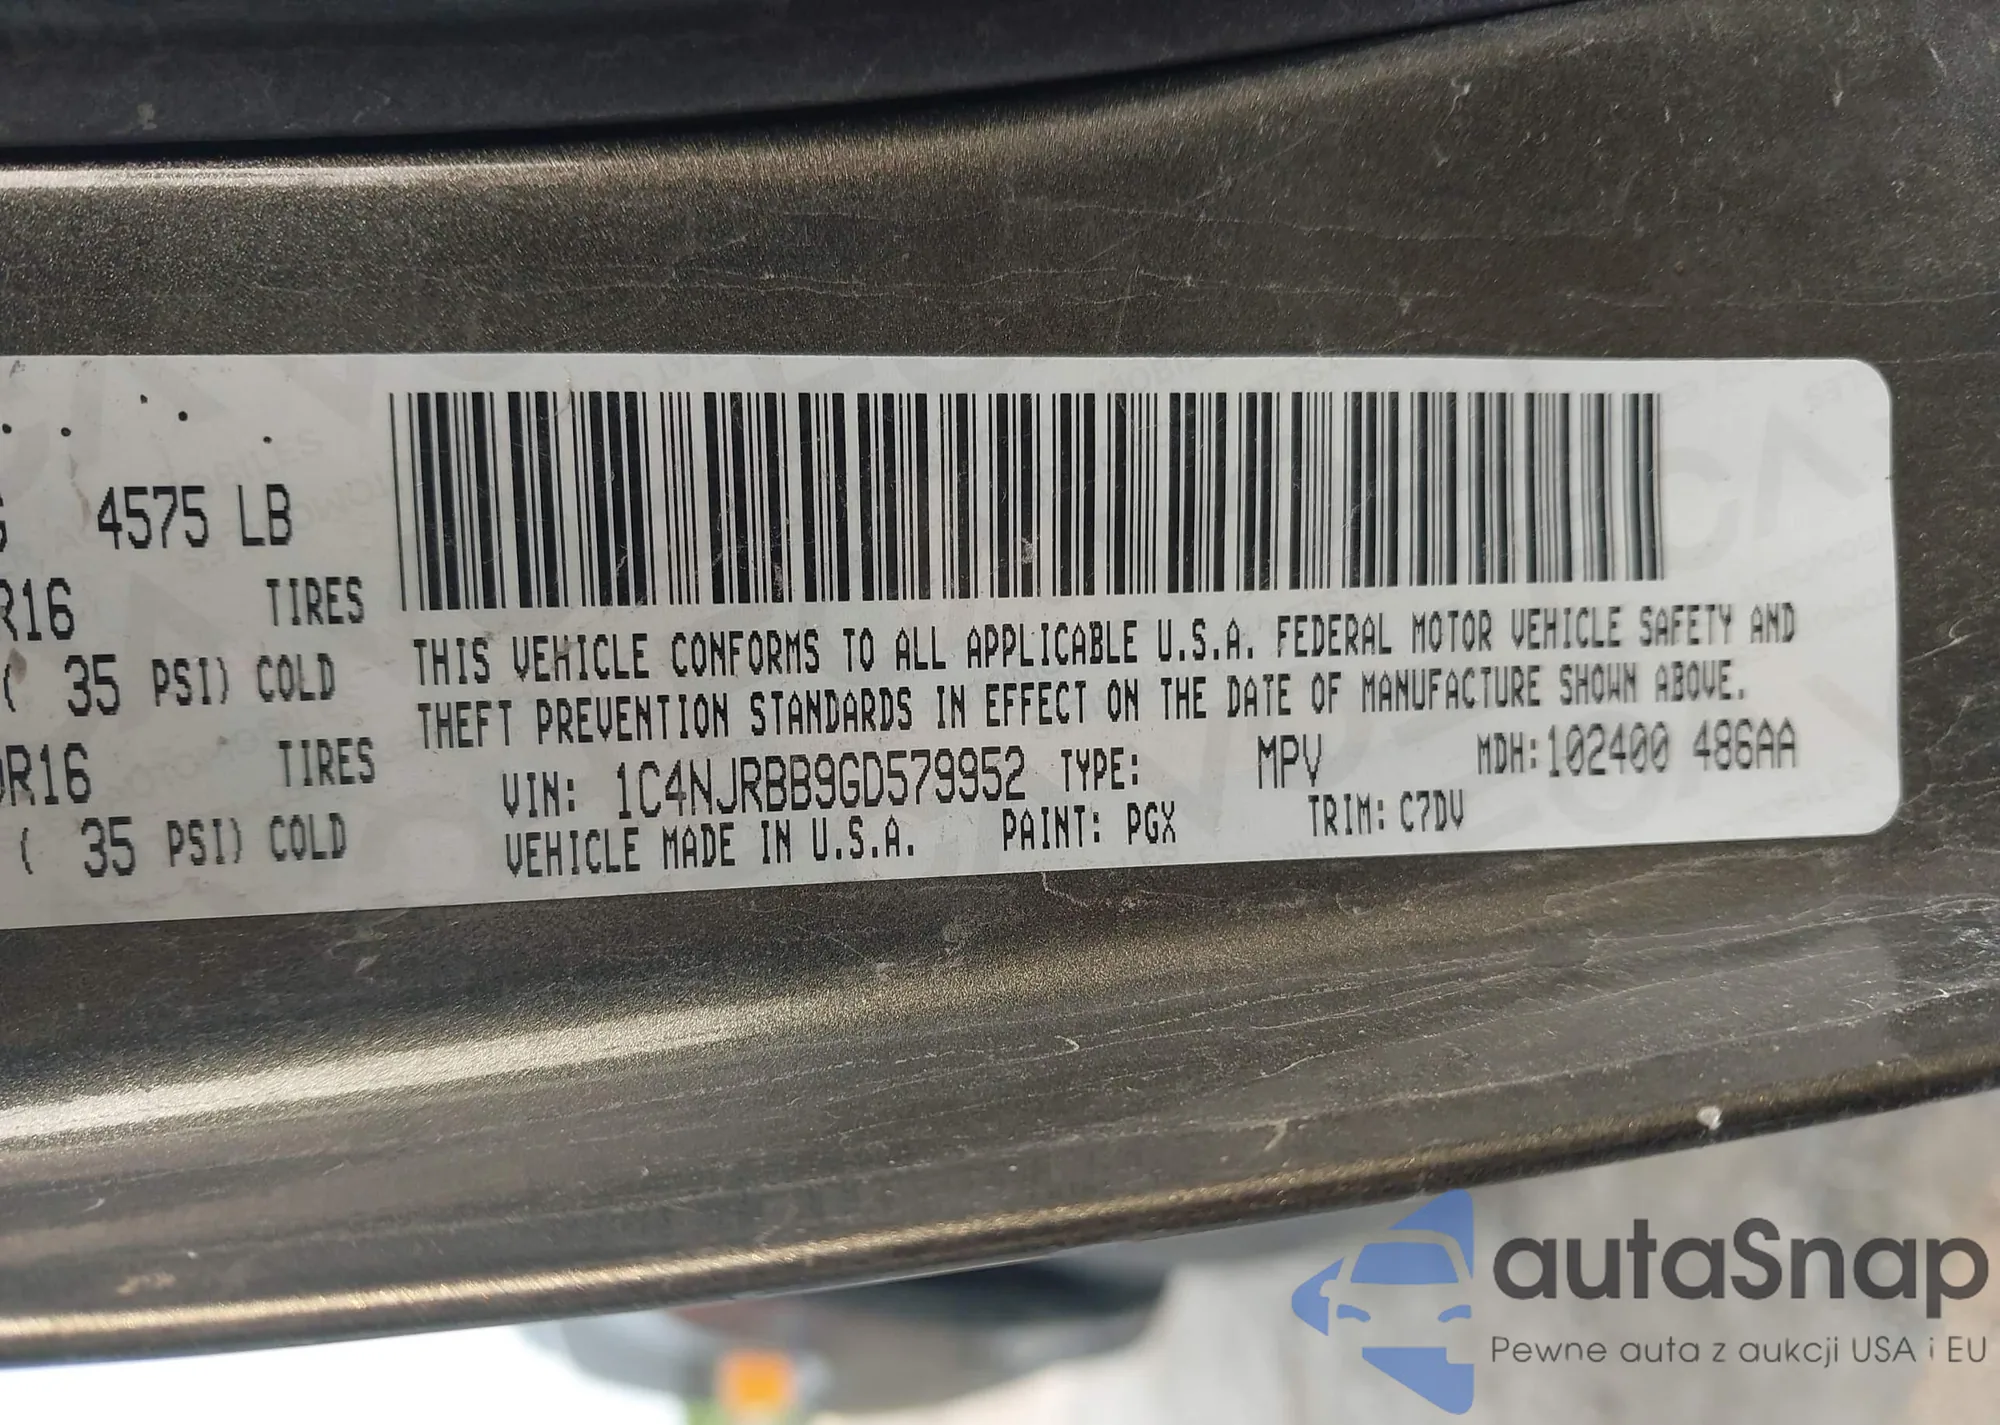 4575 LB
R16 TIRES
( 35 PSI) COLD
R16 TIRES
( 35 PSI) COLD
THIS VEHICLE CONFORMS TO ALL APPLICABLE U.S.A. FEDERAL MOTOR VEHICLE SAFETY AND
THEFT PREVENTION STANDARDS IN EFFECT ON THE DATE OF MANUFACTURE SHOWN ABOVE.
VIN: 1C4NJRBB9GD579952 TYPE: MPV MDH:102400 486AA
VEHICLE MADE IN U.S.A. PAINT: PGX TRIM: C7DV
autaSnap
Pewne auta z aukcji USA i EU